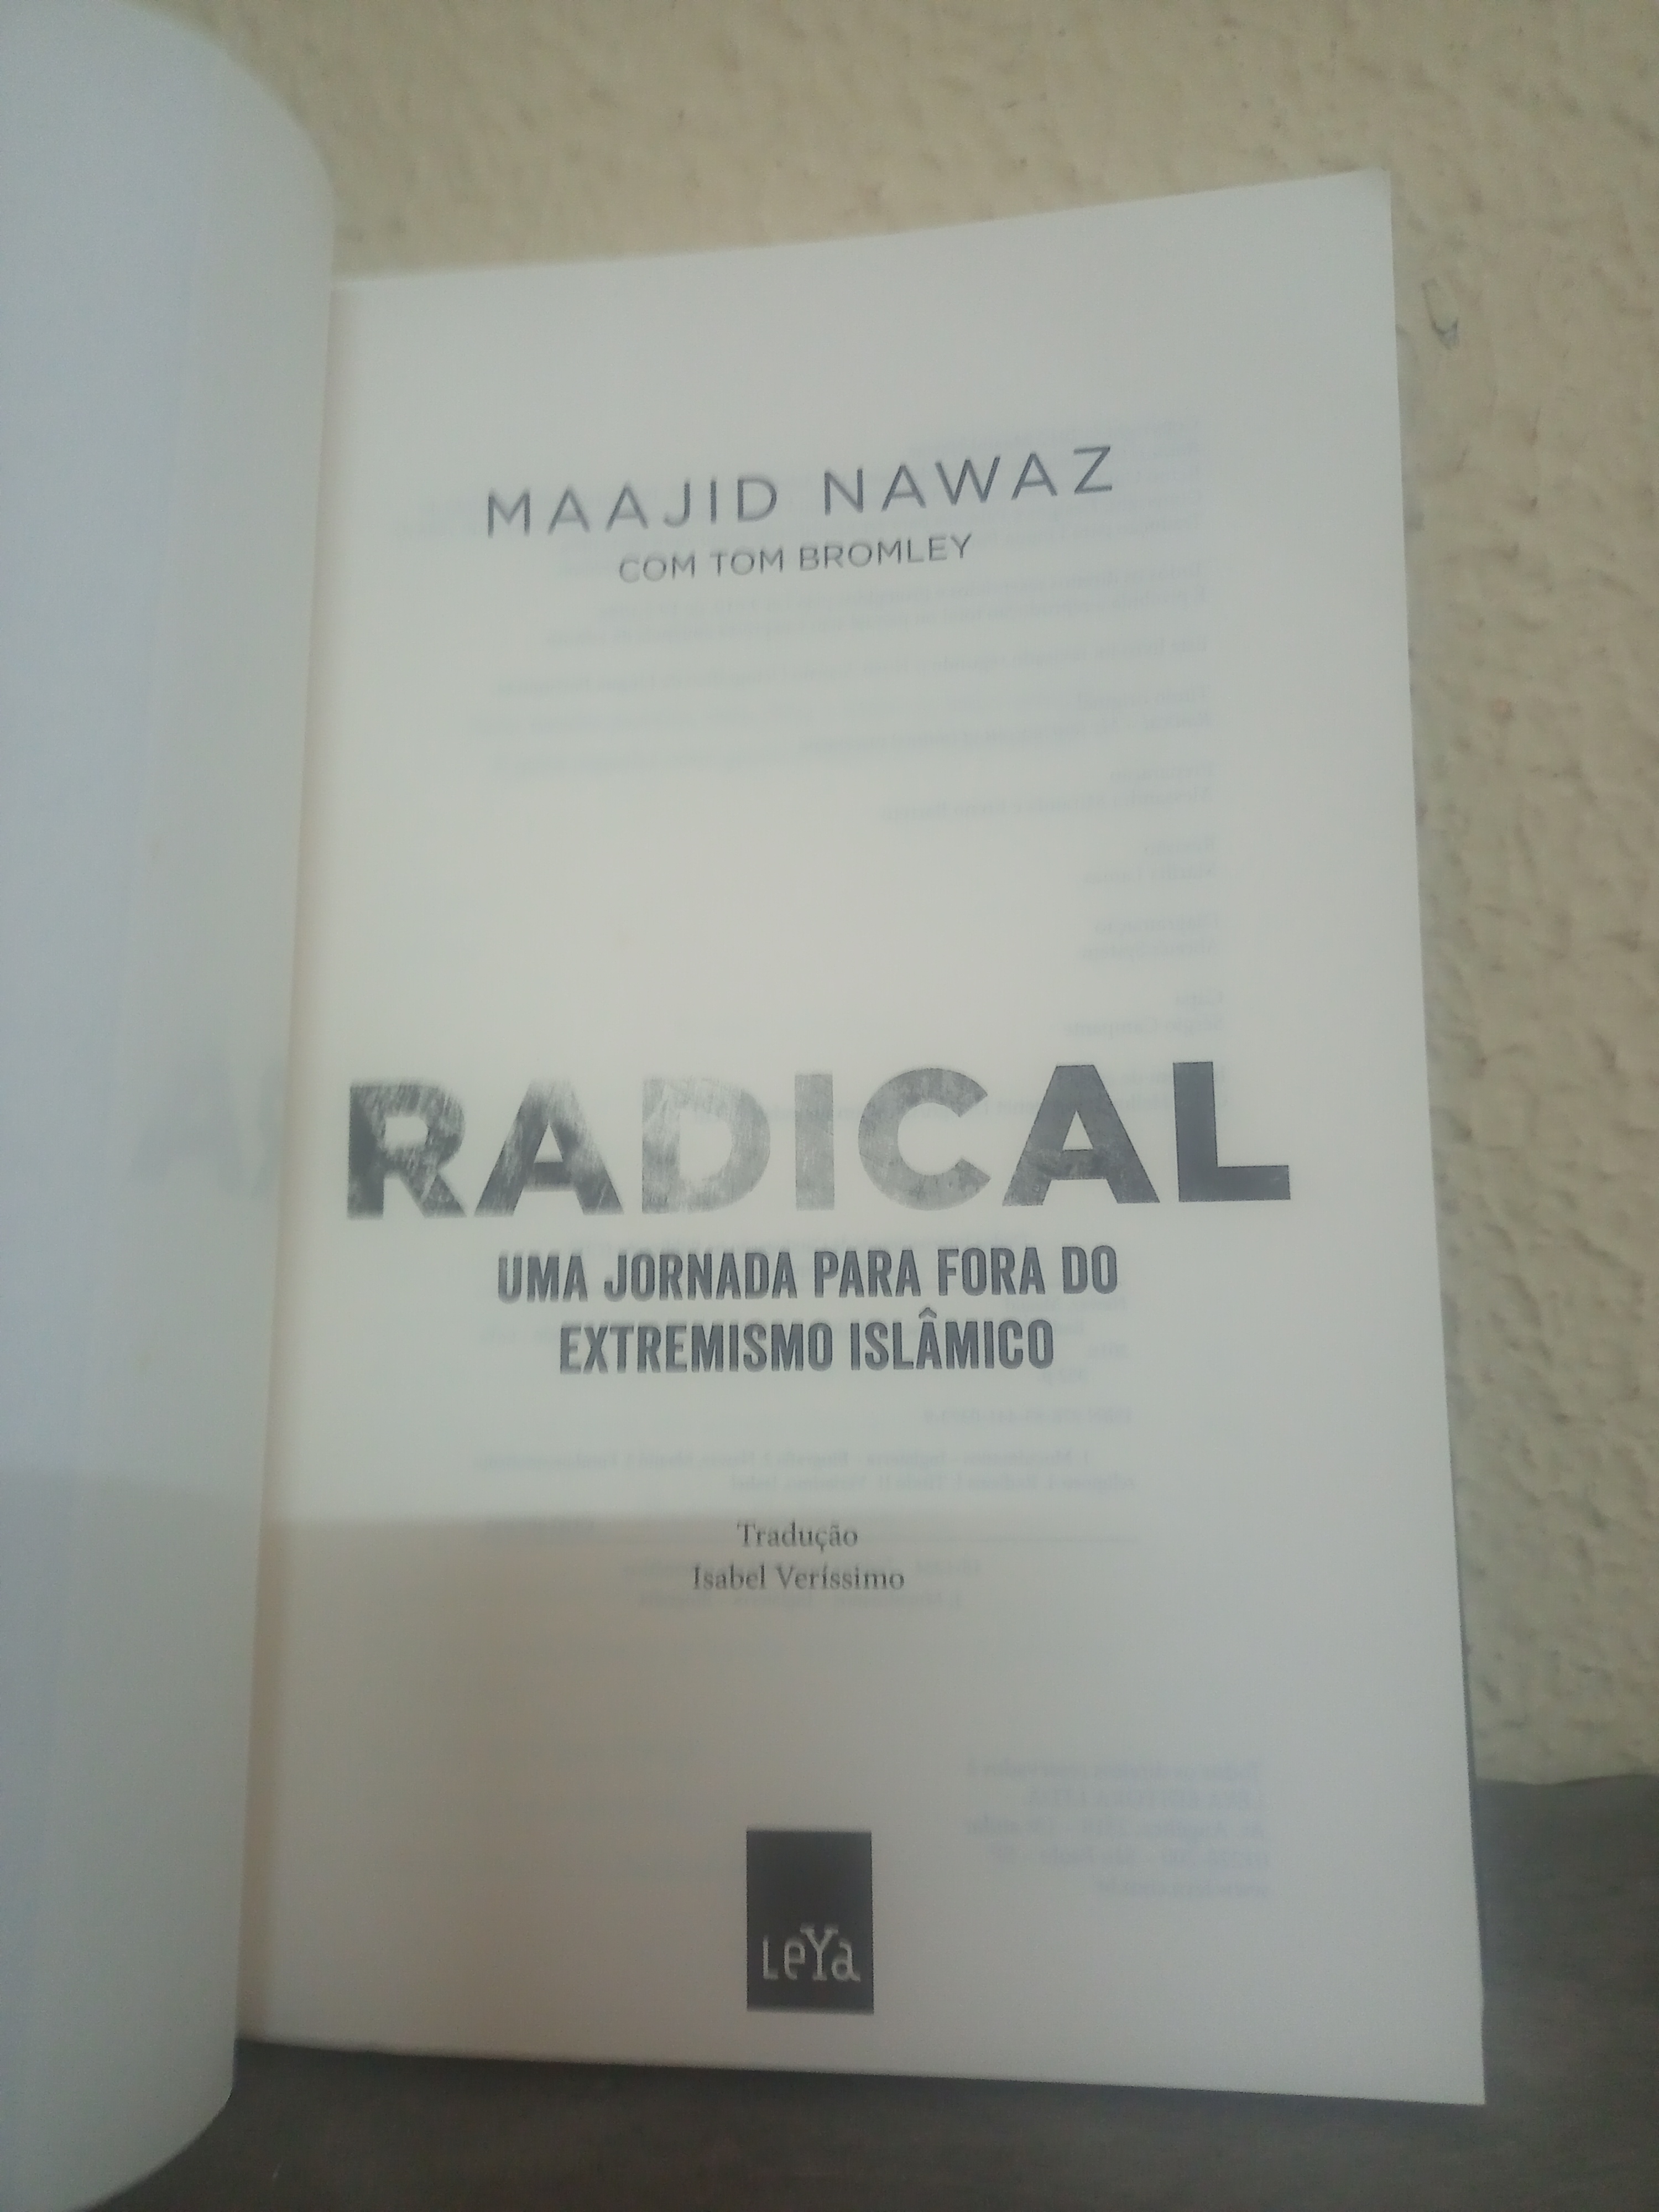 MAAJID NAWAZ
COM TOM BROMLEY
RADICAL
UMA JORNADA PARA FORA DO
EXTREMISMO ISLÂMICO
Tradução
Isabel Veríssimo
LeYa